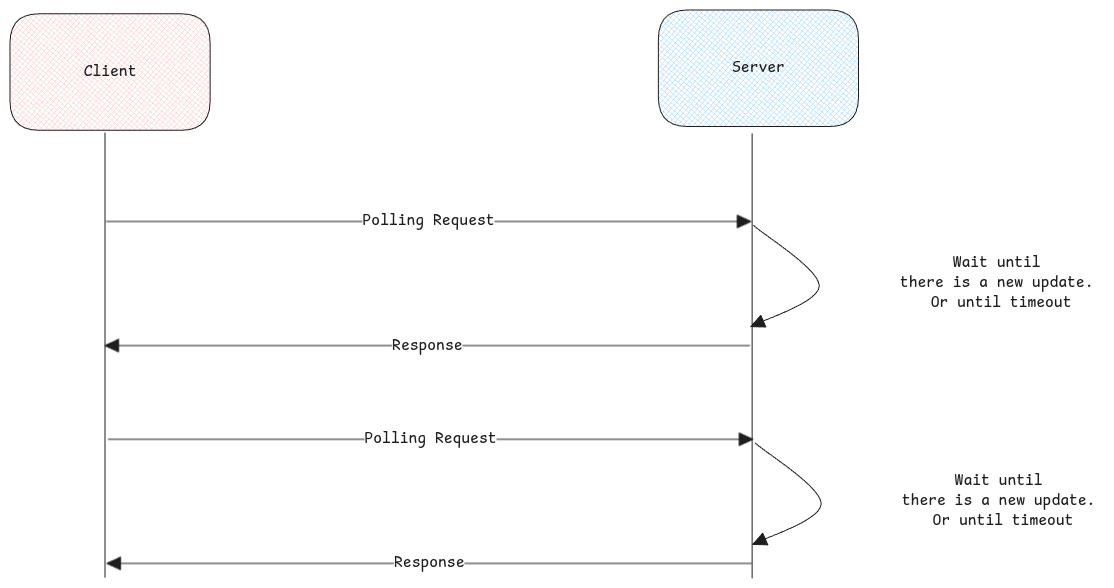 Client
Server
Polling Request
Wait until
there is a new update.
Or until timeout
Response
Polling Request
Wait until
there is a new update.
Or until timeout
Response